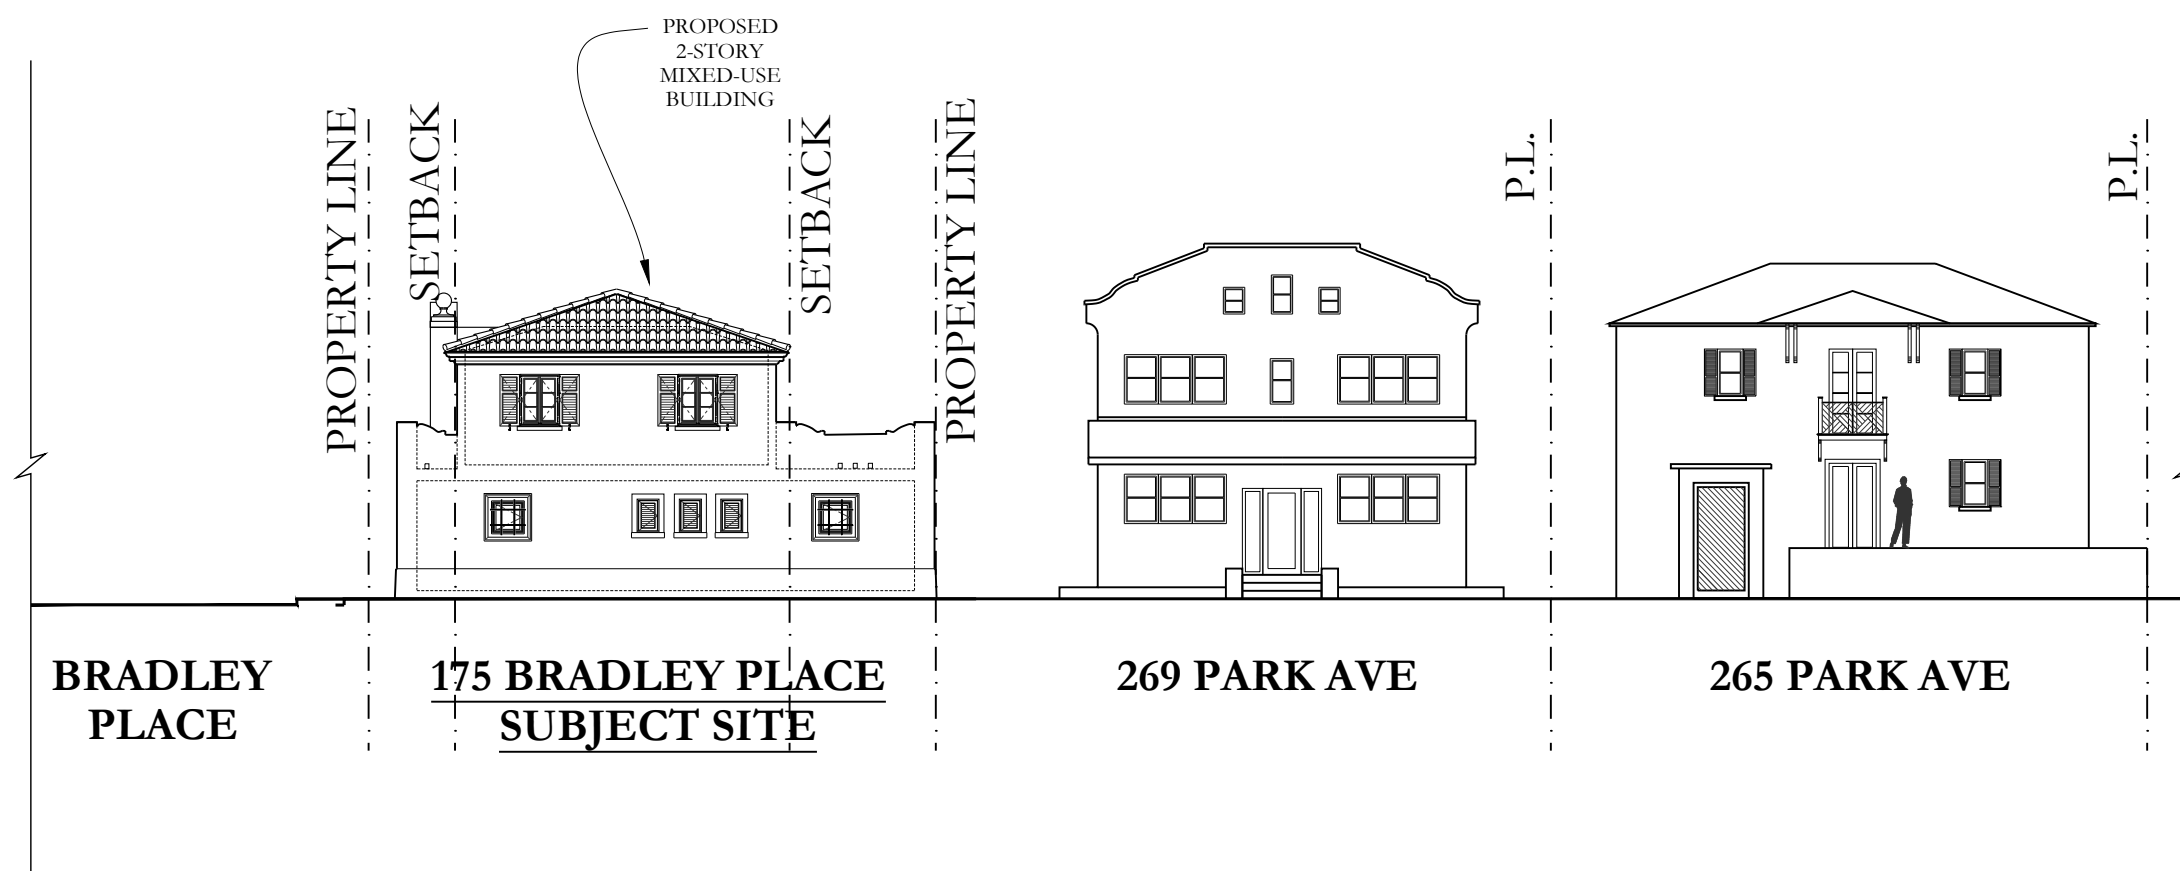 PROPOSED
2-STORY
MIXED-USE
BUILDING
PROPERTY LINE
SETBACK
SETBACK
PROPERTY LINE
P.L.
P.L.
BRADLEY
PLACE
175 BRADLEY PLACE
SUBJECT SITE
269 PARK AVE
265 PARK AVE